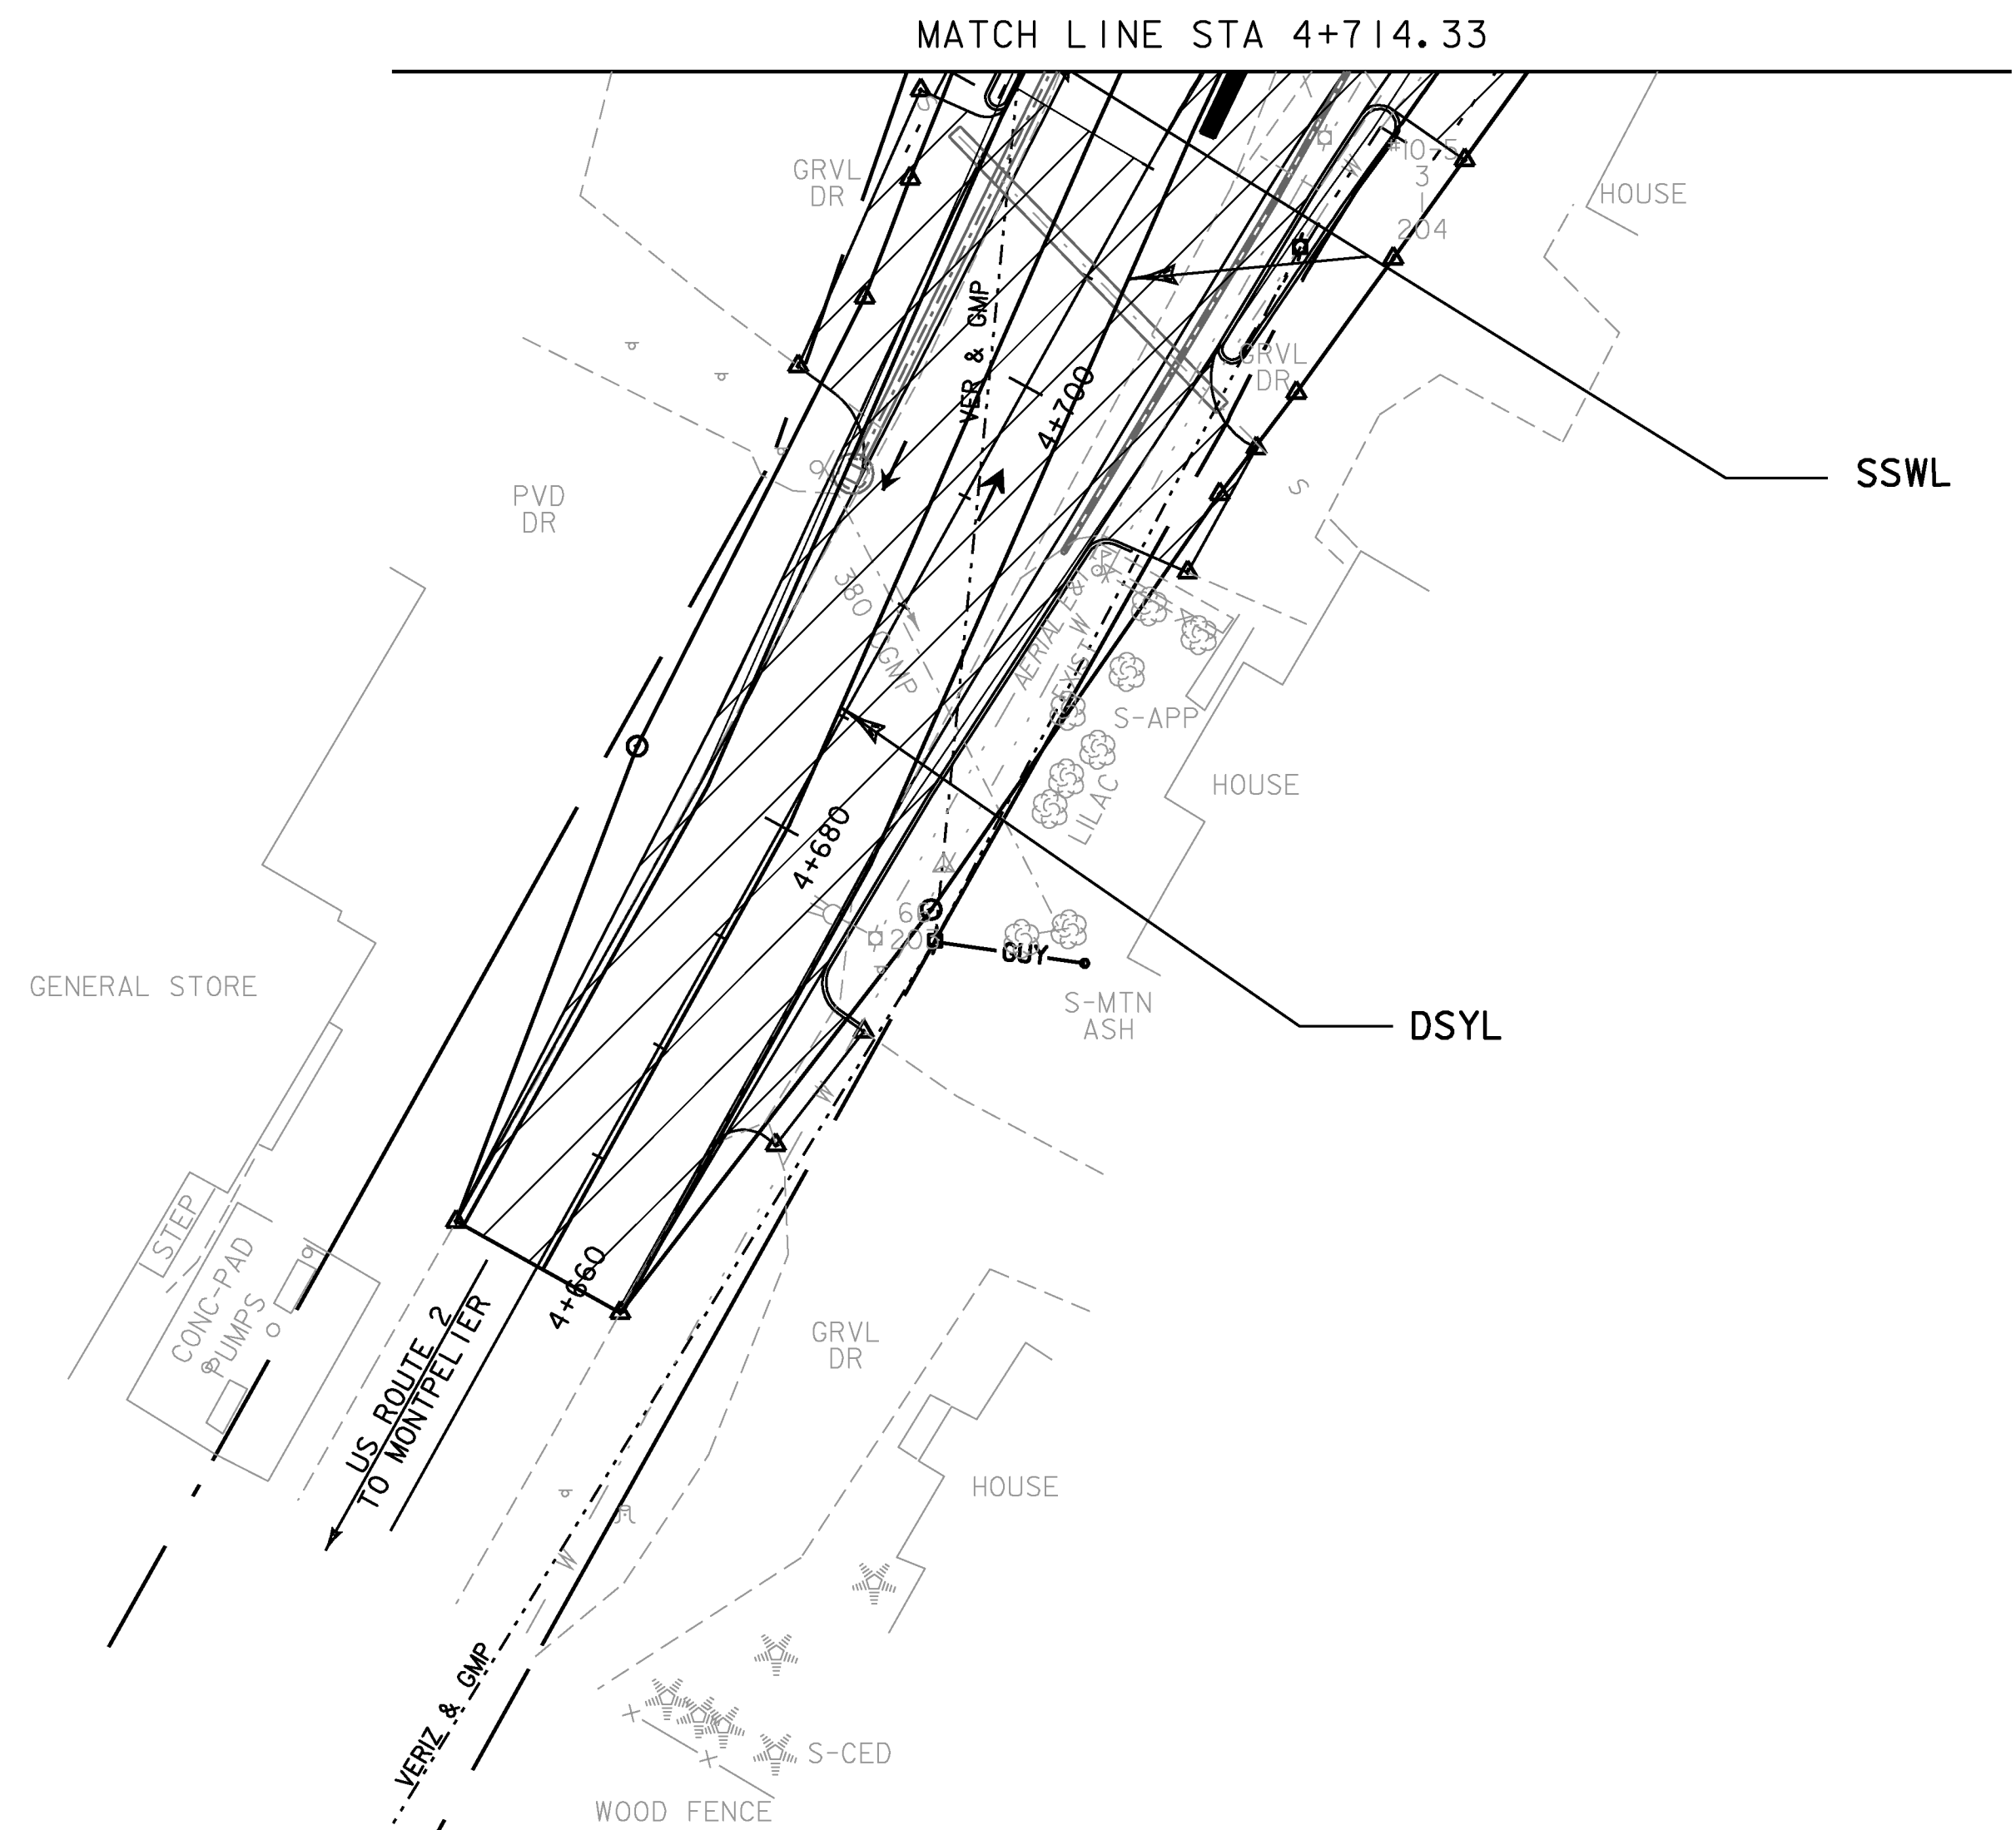 MATCH LINE STA 4+714.33
GRVL
DR
#10-5
3
1
204
HOUSE
VER & GMP
4+700
GRVL
DR
SSWL
PVD
DR
S
380 CGMP
AERIAL
EXIST W
S-APP
HOUSE
LILAC
4+680
GUY
GENERAL STORE
S-MTN
ASH
DSYL
W
STEP
CONC-PAD
PUMPS
4+660
US ROUTE 2
TO MONTPELIER
GRVL
DR
HOUSE
W
VERIZ & GMP
S-CED
WOOD FENCE